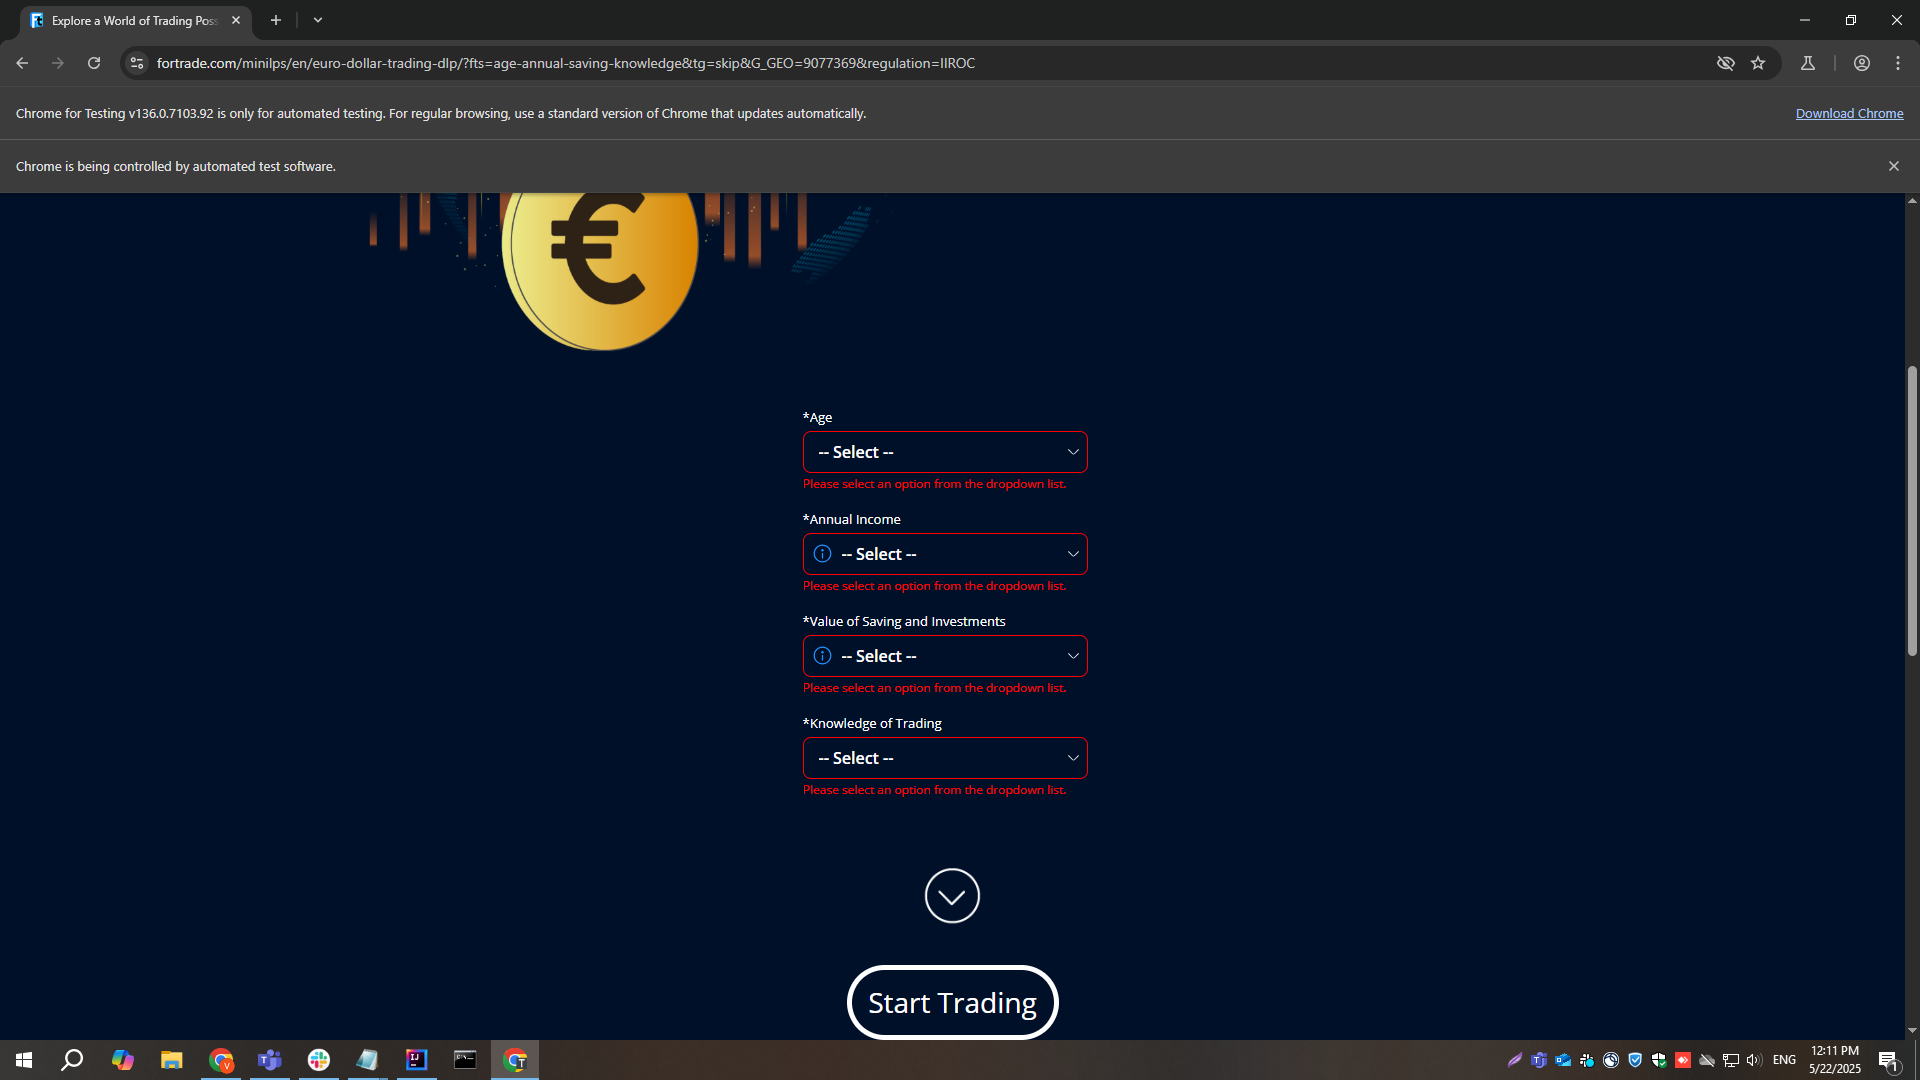 Explore a World of Trading Poss
fortrade.com/minilps/en/euro-dollar-trading-dlp/?fts=age-annual-saving-knowledge&tg=skip&G_GEO=9077369&regulation=IIROC
Chrome for Testing v136.0.7103.92 is only for automated testing. For regular browsing, use a standard version of Chrome that updates automatically.
Download Chrome
Chrome is being controlled by automated test software.
€
*Age
-- Select --
Please select an option from the dropdown list.
*Annual Income
-- Select --
Please select an option from the dropdown list.
*Value of Saving and Investments
-- Select --
Please select an option from the dropdown list.
*Knowledge of Trading
-- Select --
Please select an option from the dropdown list.
Start Trading
ENG
12:11 PM
5/22/2025
1